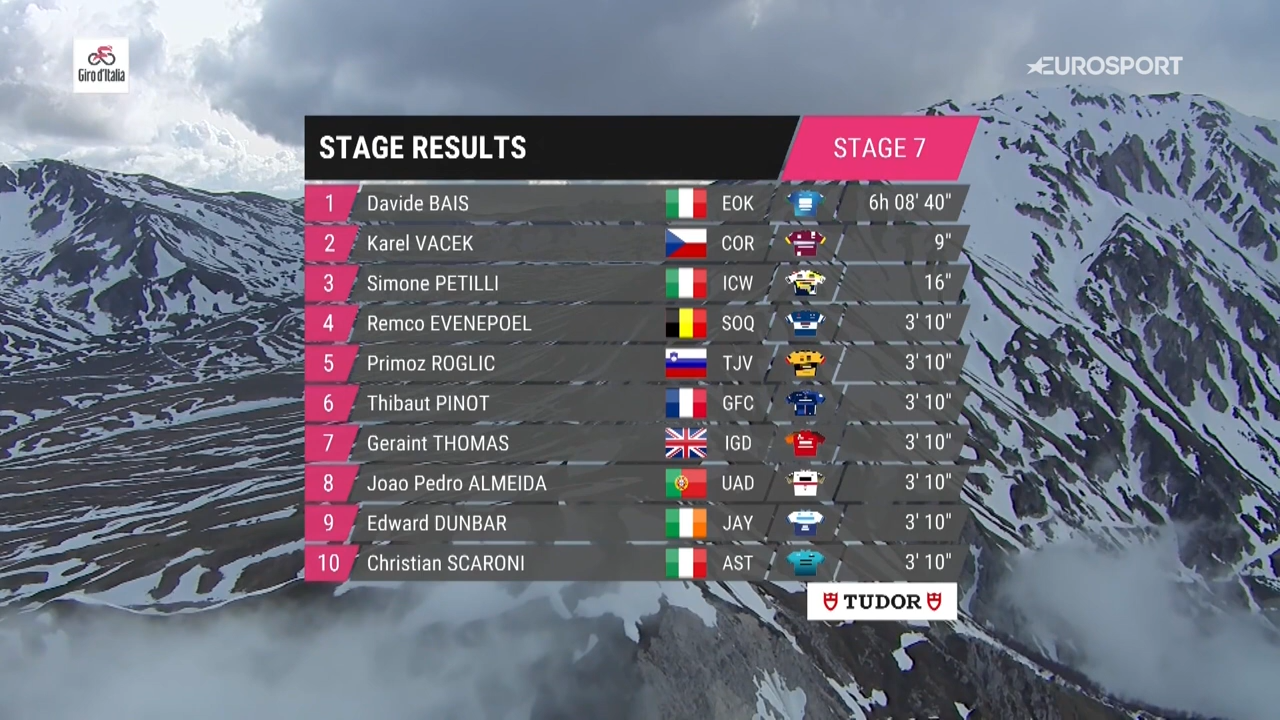 Giro d'Italia
EUROSPORT
STAGE RESULTS STAGE 7
1 Davide BAIS EOK 6h 08' 40"
2 Karel VACEK COR 9"
3 Simone PETILLI ICW 16"
4 Remco EVENEPOEL SOQ 3' 10"
5 Primoz ROGLIC TJV 3' 10"
6 Thibaut PINOT GFC 3' 10"
7 Geraint THOMAS IGD 3' 10"
8 Joao Pedro ALMEIDA UAD 3' 10"
9 Edward DUNBAR JAY 3' 10"
10 Christian SCARONI AST 3' 10"
TUDOR